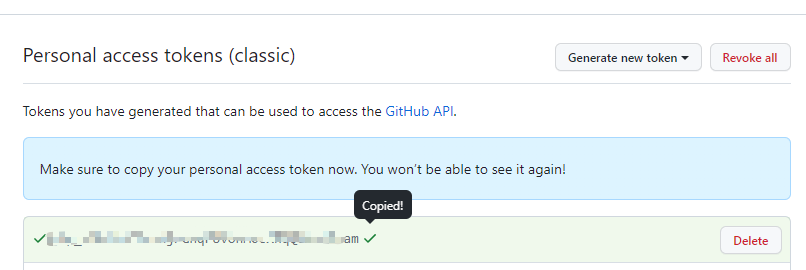 Personal access tokens (classic)
Generate new token
Revoke all
Tokens you have generated that can be used to access the GitHub API.
Make sure to copy your personal access token now. You won't be able to see it again!
Copied!
Delete